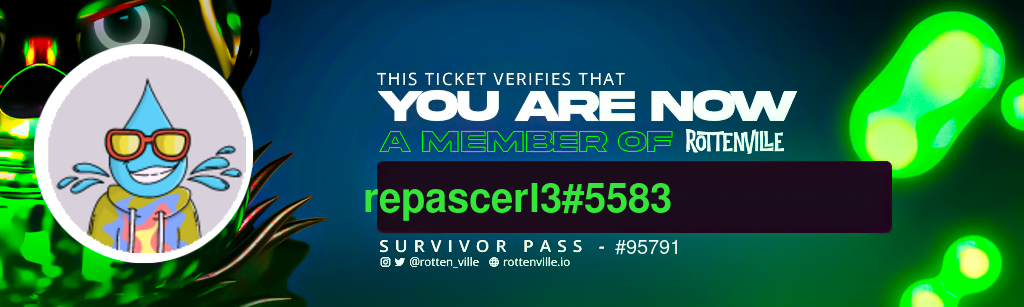 THIS TICKET VERIFIES THAT
YOU ARE NOW
A MEMBER OF ROTTENVILLE
repascerl3#5583
SURVIVOR PASS - #95791
@rotten_ville rottenville.io